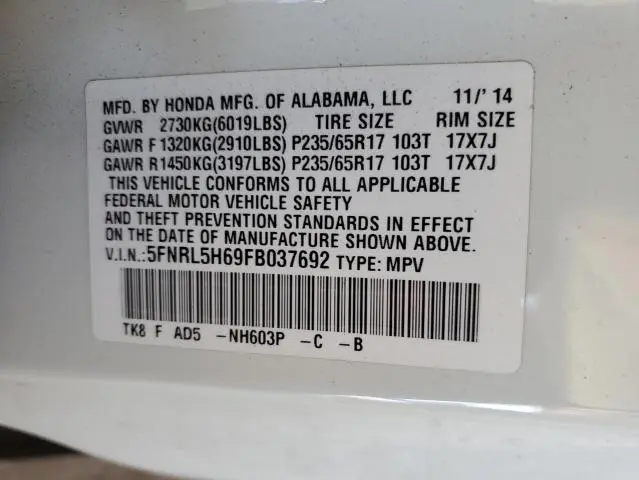 MFD. BY HONDA MFG. OF ALABAMA, LLC 11/' 14
GVWR 2730KG(6019LBS) TIRE SIZE RIM SIZE
GAWR F 1320KG(2910LBS) P235/65R17 103T 17X7J
GAWR R1450KG(3197LBS) P235/65R17 103T 17X7J
THIS VEHICLE CONFORMS TO ALL APPLICABLE
FEDERAL MOTOR VEHICLE SAFETY
AND THEFT PREVENTION STANDARDS IN EFFECT
ON THE DATE OF MANUFACTURE SHOWN ABOVE.
V.I.N.:5FNRL5H69FB037692 TYPE: MPV
TK8 F AD5 -NH603P -C -B